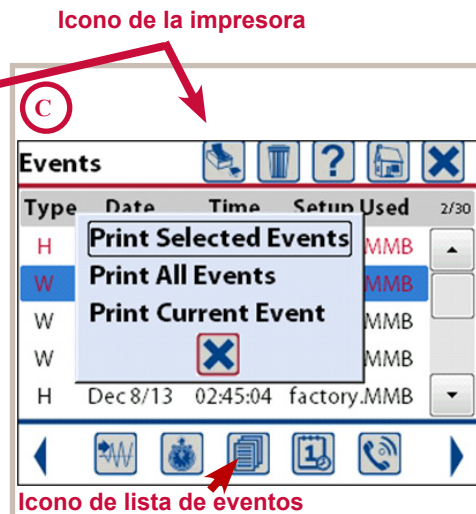 Icono de la impresora
C
Events
Type Date Time Setup Used 2/30
H MMB
Print Selected Events
W MMB
Print All Events
W MMB
Print Current Event
W MMB
H Dec 8/13 02:45:04 factory.MMB
Icono de lista de eventos